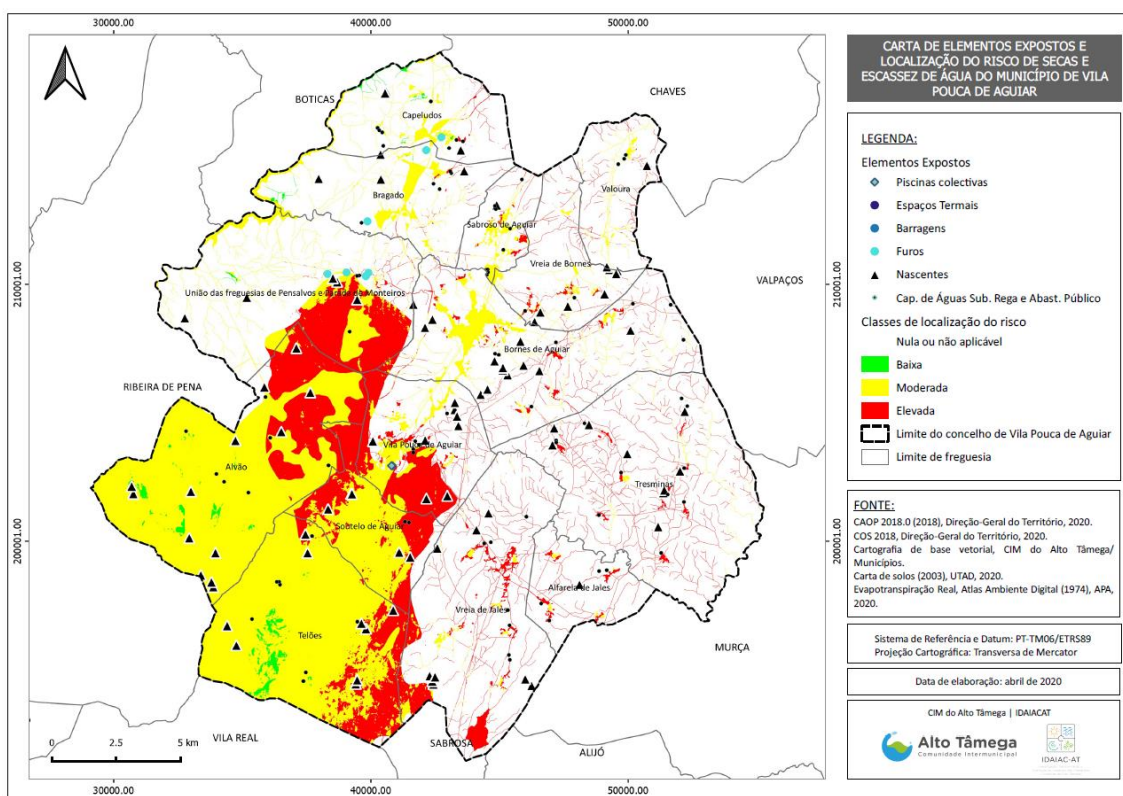 30000.00
40000.00
50000.00
210001.00
200001.00
BOTICAS
CHAVES
Capeludos
Bragado
Valoura
Sabroso de Aguiar
Vreia de Bornes
VALPAÇOS
União das freguesias de Pensalvos e Parada de Monteiros
Bornes de Aguiar
RIBEIRA DE PENA
Vila Pouca de Aguiar
Alvão
Tresminas
Soutelo de Aguiar
Alfarela de Jales
Vreia de Jales
Telões
MURÇA
VILA REAL
SABROSA
ALIJÓ
0 2.5 5 km
210001.00
200001.00
30000.00
40000.00
50000.00
CARTA DE ELEMENTOS EXPOSTOS E
LOCALIZAÇÃO DO RISCO DE SECAS E
ESCASSEZ DE ÁGUA DO MUNICÍPIO DE VILA
POUCA DE AGUIAR
LEGENDA:
Elementos Expostos
Piscinas colectivas
Espaços Termais
Barragens
Furos
Nascentes
Cap. de Águas Sub. Rega e Abast. Público
Classes de localização do risco
Nula ou não aplicável
Baixa
Moderada
Elevada
Limite do concelho de Vila Pouca de Aguiar
Limite de freguesia
FONTE:
CAOP 2018.0 (2018), Direção-Geral do Território, 2020.
COS 2018, Direção-Geral do Território, 2020.
Cartografia de base vetorial, CIM do Alto Tâmega/
Municípios.
Carta de solos (2003), UTAD, 2020.
Evapotranspiração Real, Atlas Ambiente Digital (1974), APA,
2020.
Sistema de Referência e Datum: PT-TM06/ETRS89
Projeção Cartográfica: Transversa de Mercator
Data de elaboração: abril de 2020
CIM do Alto Tâmega | IDAIACAT
Alto Tâmega
Comunidade Intermunicipal
IDAIAC-AT